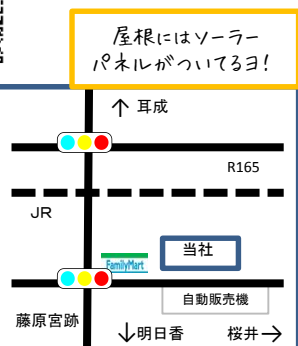 屋根にはソーラー
パネルがついてるヨ!
↑ 耳成
R165
JR
FamilyMart
当社
自動販売機
藤原宮跡
↓明日香 桜井→